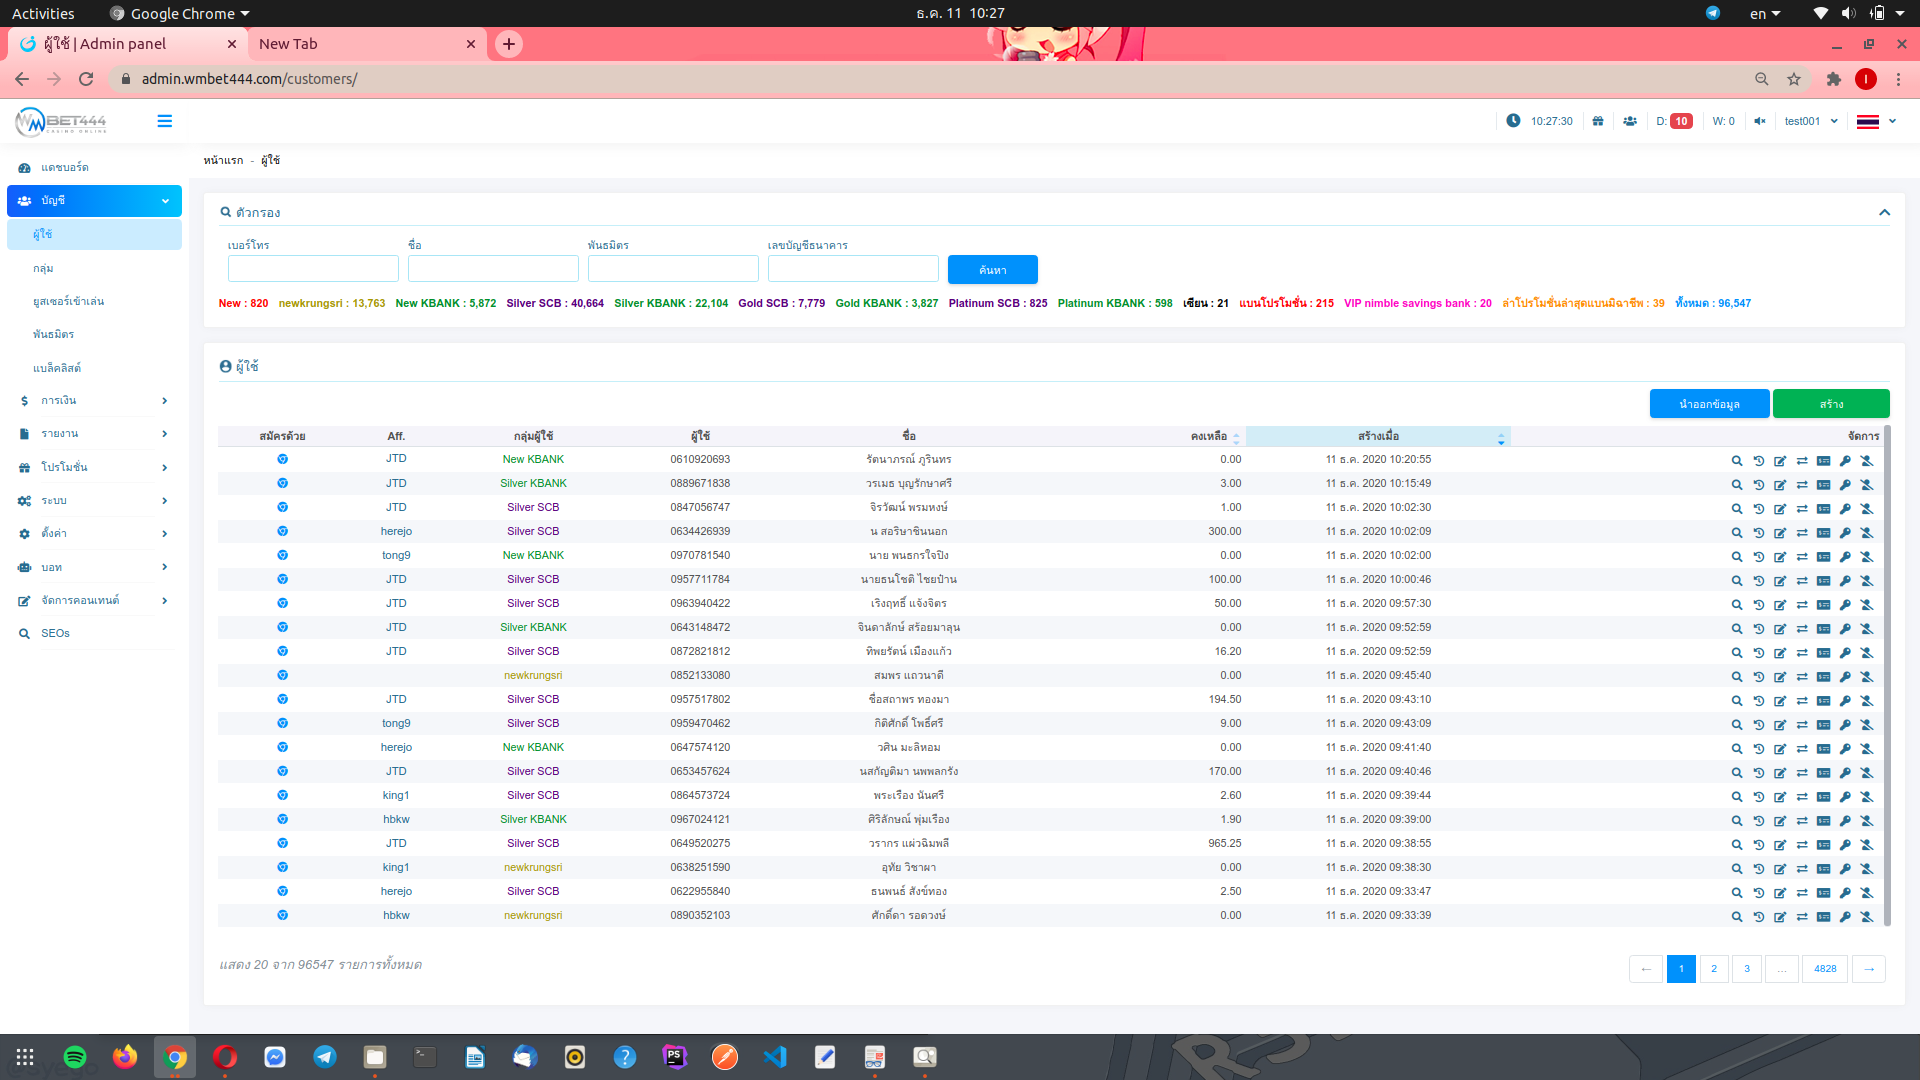 Activities Google Chrome ธ.ค. 11 10:27 en
ผู้ใช้ | Admin panel New Tab
admin.wmbet444.com/customers/
WMBET444 CASINO ONLINE 10:27:30 D: 10 W: 0 test001
หน้าแรก - ผู้ใช้
แดชบอร์ด
บัญชี
ผู้ใช้
กลุ่ม
ยูสเซอร์เข้าเล่น
พันธมิตร
แบล็คลิสต์
การเงิน
รายงาน
โปรโมชั่น
ระบบ
ตั้งค่า
บอท
จัดการคอนเทนต์
SEOs
ตัวกรอง
เบอร์โทร ชื่อ พันธมิตร เลขบัญชีธนาคาร
ค้นหา
New : 820 newkrungsri : 13,763 New KBANK : 5,872 Silver SCB : 40,664 Silver KBANK : 22,104 Gold SCB : 7,779 Gold KBANK : 3,827 Platinum SCB : 825 Platinum KBANK : 598 เซียน : 21 แบนโปรโมชั่น : 215 VIP nimble savings bank : 20 ล่าโปรโมชั่นล่าสุดแบนมิฉาชีพ : 39 ทั้งหมด : 96,547
ผู้ใช้
นำออกข้อมูล สร้าง
สมัครด้วย Aff. กลุ่มผู้ใช้ ผู้ใช้ ชื่อ คงเหลือ สร้างเมื่อ จัดการ
JTD New KBANK 0610920693 รัตนาภรณ์ ภูรินทร 0.00 11 ธ.ค. 2020 10:20:55
JTD Silver KBANK 0889671838 วรเมธ บุญรักษาศรี 3.00 11 ธ.ค. 2020 10:15:49
JTD Silver SCB 0847056747 จิรวัฒน์ พรมหงษ์ 1.00 11 ธ.ค. 2020 10:02:30
herejo Silver SCB 0634426939 น สอริษาชินนอก 300.00 11 ธ.ค. 2020 10:02:09
tong9 New KBANK 0970781540 นาย พนธกรใจปิง 0.00 11 ธ.ค. 2020 10:02:00
JTD Silver SCB 0957711784 นายธนโชติ ไชยป๋าน 100.00 11 ธ.ค. 2020 10:00:46
JTD Silver SCB 0963940422 เริงฤทธิ์ แจ้งจิตร 50.00 11 ธ.ค. 2020 09:57:30
JTD Silver KBANK 0643148472 จินดาลักษ์ สร้อยมาลุน 0.00 11 ธ.ค. 2020 09:52:59
JTD Silver SCB 0872821812 ทิพยรัตน์ เมืองแก้ว 16.20 11 ธ.ค. 2020 09:52:59
newkrungsri 0852133080 สมพร แถวนาดี 0.00 11 ธ.ค. 2020 09:45:40
JTD Silver SCB 0957517802 ชื่อสถาพร ทองมา 194.50 11 ธ.ค. 2020 09:43:10
tong9 Silver SCB 0959470462 กิติศักดิ์ โพธิ์ศรี 9.00 11 ธ.ค. 2020 09:43:09
herejo New KBANK 0647574120 วศิน มะลิหอม 0.00 11 ธ.ค. 2020 09:41:40
JTD Silver SCB 0653457624 นสกัญติมา นพพลกรัง 170.00 11 ธ.ค. 2020 09:40:46
king1 Silver SCB 0864573724 พระเรือง นันศรี 2.60 11 ธ.ค. 2020 09:39:44
hbkw Silver KBANK 0967024121 ศิริลักษณ์ พุ่มเรือง 1.90 11 ธ.ค. 2020 09:39:00
JTD Silver SCB 0649520275 วรากร แผ่วฉิมพลี 965.25 11 ธ.ค. 2020 09:38:55
king1 newkrungsri 0638251590 อุทัย วิชาผา 0.00 11 ธ.ค. 2020 09:38:30
herejo Silver SCB 0622955840 ธนพนธ์ สังข์ทอง 2.50 11 ธ.ค. 2020 09:33:47
hbkw newkrungsri 0890352103 ศักดิ์ดา รอดวงษ์ 0.00 11 ธ.ค. 2020 09:33:39
แสดง 20 จาก 96547 รายการทั้งหมด
← 1 2 3 ... 4828 →